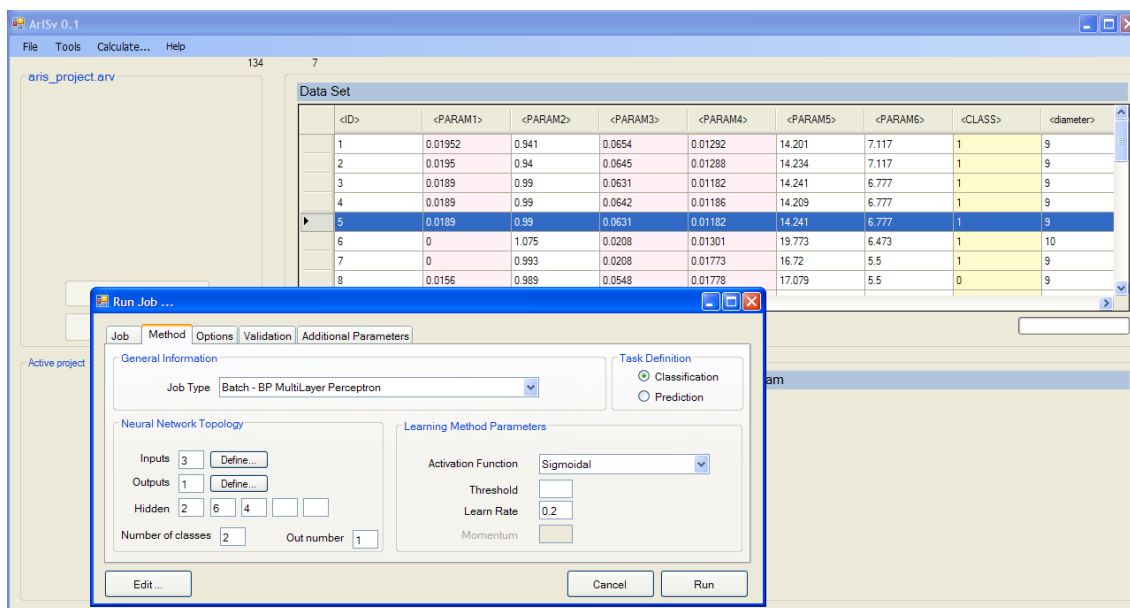 ArISv 0.1
File Tools Calculate... Help
134 7
aris_project.arv
Data Set
<ID> <PARAM1> <PARAM2> <PARAM3> <PARAM4> <PARAM5> <PARAM6> <CLASS> <diameter>
1 0.01952 0.941 0.0654 0.01292 14.201 7.117 1 9
2 0.0195 0.94 0.0645 0.01288 14.234 7.117 1 9
3 0.0189 0.99 0.0631 0.01182 14.241 6.777 1 9
4 0.0189 0.99 0.0642 0.01186 14.209 6.777 1 9
5 0.0189 0.99 0.0631 0.01182 14.241 6.777 1 9
6 0 1.075 0.0208 0.01301 19.773 6.473 1 10
7 0 0.993 0.0208 0.01773 16.72 5.5 1 9
8 0.0156 0.989 0.0548 0.01778 17.079 5.5 0 9
Active project
am
Run Job ...
Job Method Options Validation Additional Parameters
General Information
Job Type Batch - BP MultiLayer Perceptron
Task Definition
Classification
Prediction
Neural Network Topology
Inputs 3 Define...
Outputs 1 Define...
Hidden 2 6 4
Number of classes 2 Out number 1
Learning Method Parameters
Activation Function Sigmoidal
Threshold
Learn Rate 0.2
Momentum
Edit ... Cancel Run